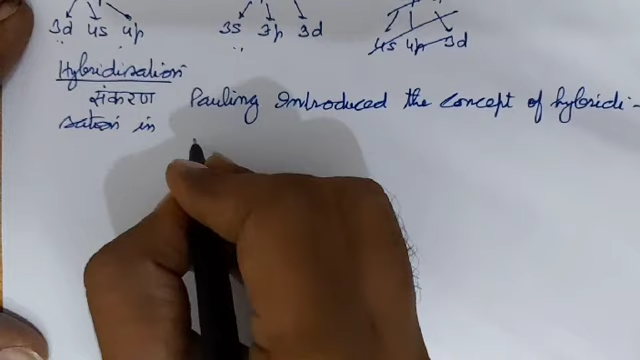 3d 4s 4p 3s 3p 3d 4s 4p 3d
Hybridisation
संकरण Pauling Introduced the concept of hybridi-
sation in